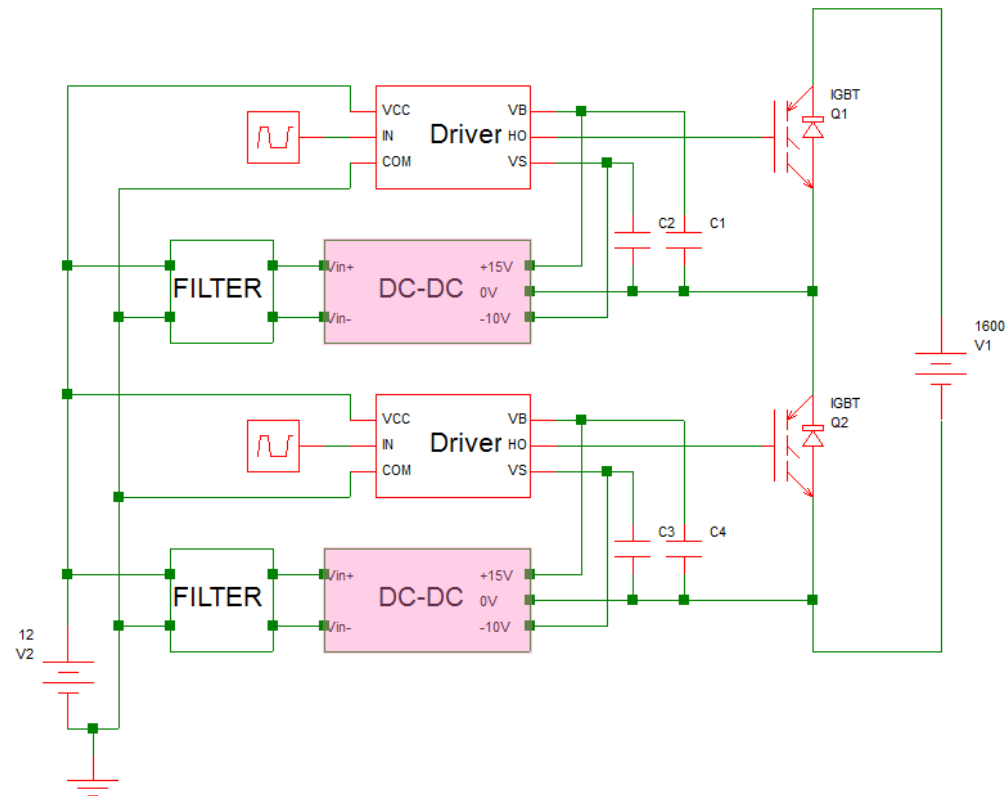 IGBT
Q1
VCC
IN
COM
Driver
VB
HO
VS
C2
C1
FILTER
Vin+
Vin-
DC-DC
+15V
0V
-10V
1600
V1
IGBT
Q2
VCC
IN
COM
Driver
VB
HO
VS
C3
C4
FILTER
Vin+
Vin-
DC-DC
+15V
0V
-10V
12
V2